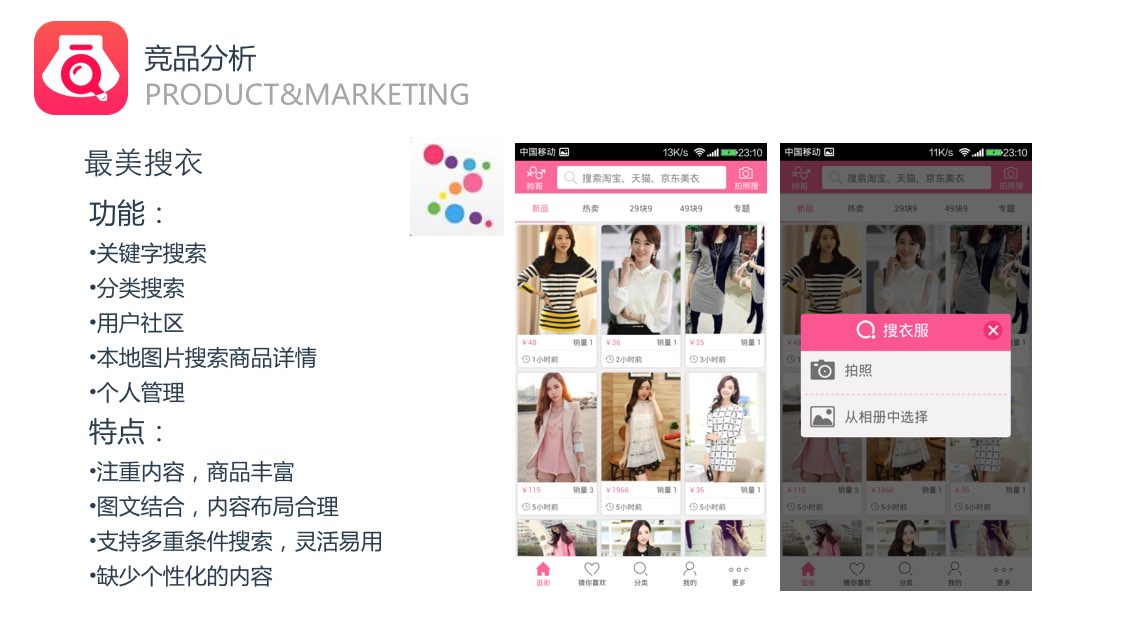 竞品分析
PRODUCT&MARKETING
最美搜衣
功能：
•关键字搜索
•分类搜索
•用户社区
•本地图片搜索商品详情
•个人管理
特点：
•注重内容，商品丰富
•图文结合，内容布局合理
•支持多重条件搜索，灵活易用
•缺少个性化的内容
中国移动 13K/s 23:10
帅哥 搜索淘宝、天猫、京东美衣 拍照搜
新品 热卖 29块9 49块9 专题
￥48 销量 1 ￥36 销量 1 ￥25 销量 1
1小时前 2小时前 3小时前
￥115 销量 3 ￥1966 销量 1 ￥36 销量 1
5小时前 5小时前 5小时前
逛街 猜你喜欢 分类 我的 更多
中国移动 11K/s 23:10
帅哥 搜索淘宝、天猫、京东美衣 拍照搜
新品 热卖 29块9 49块9 专题
搜衣服
拍照
从相册中选择
￥115 销量 3 ￥1966 销量 1 ￥36 销量 1
5小时前 5小时前 5小时前
逛街 猜你喜欢 分类 我的 更多